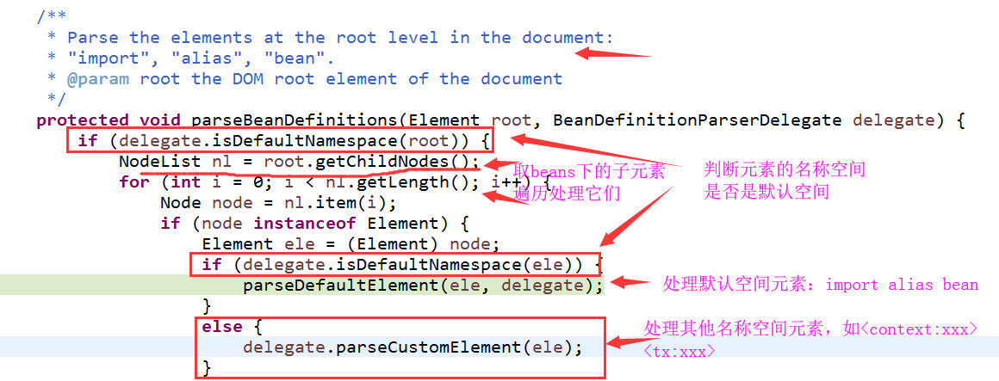 /**
* Parse the elements at the root level in the document:
* "import", "alias", "bean".
* @param root the DOM root element of the document
*/
protected void parseBeanDefinitions(Element root, BeanDefinitionParserDelegate delegate) {
if (delegate.isDefaultNamespace(root)) {
NodeList nl = root.getChildNodes();
for (int i = 0; i < nl.getLength(); i++) {
Node node = nl.item(i);
if (node instanceof Element) {
Element ele = (Element) node;
if (delegate.isDefaultNamespace(ele)) {
parseDefaultElement(ele, delegate);
}
else {
delegate.parseCustomElement(ele);
}
取beans下的子元素
遍历处理它们
判断元素的名称空间
是否是默认空间
处理默认空间元素：import alias bean
处理其他名称空间元素，如<context:xxx>
<tx:xxx>